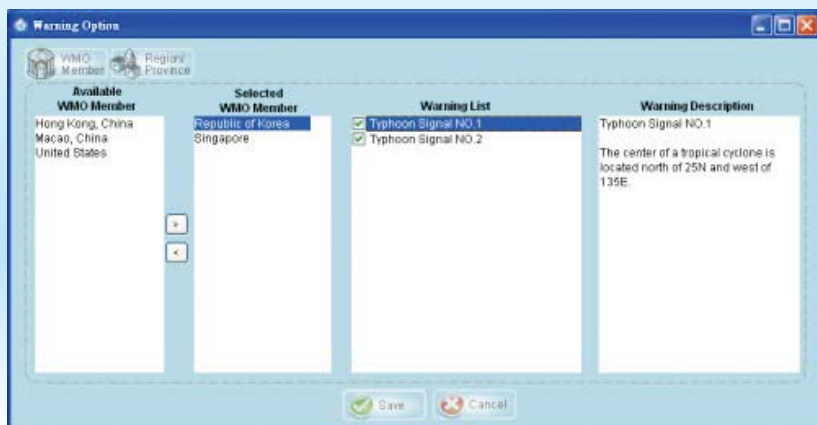 Warning Option
WMO Member
Region/Province
Available WMO Member
Hong Kong, China
Macao, China
United States
>
<
Selected WMO Member
Republic of Korea
Singapore
Warning List
Typhoon Signal NO.1
Typhoon Signal NO.2
Warning Description
Typhoon Signal NO.1
The center of a tropical cyclone is
located north of 25N and west of
135E.
Save
Cancel